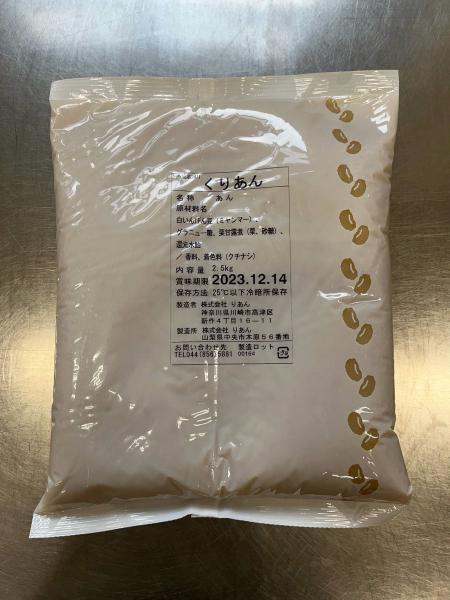 くりあん
名称 あん
原材料名
白いんげん豆（ミャンマー）、
グラニュー糖、栗甘露煮（栗、砂糖）、
還元水飴
／香料、着色料（クチナシ）
内容量 2.5kg
賞味期限 2023.12.14
保存方法 25℃以下冷暗所保存
製造者 株式会社 りあん
神奈川県川崎市高津区
新作４丁目１６－１１
製造所 株式会社 りあん
山梨県中央市木原５６番地
お問い合わせ先 製造ロット
TEL044(856)5881 00164